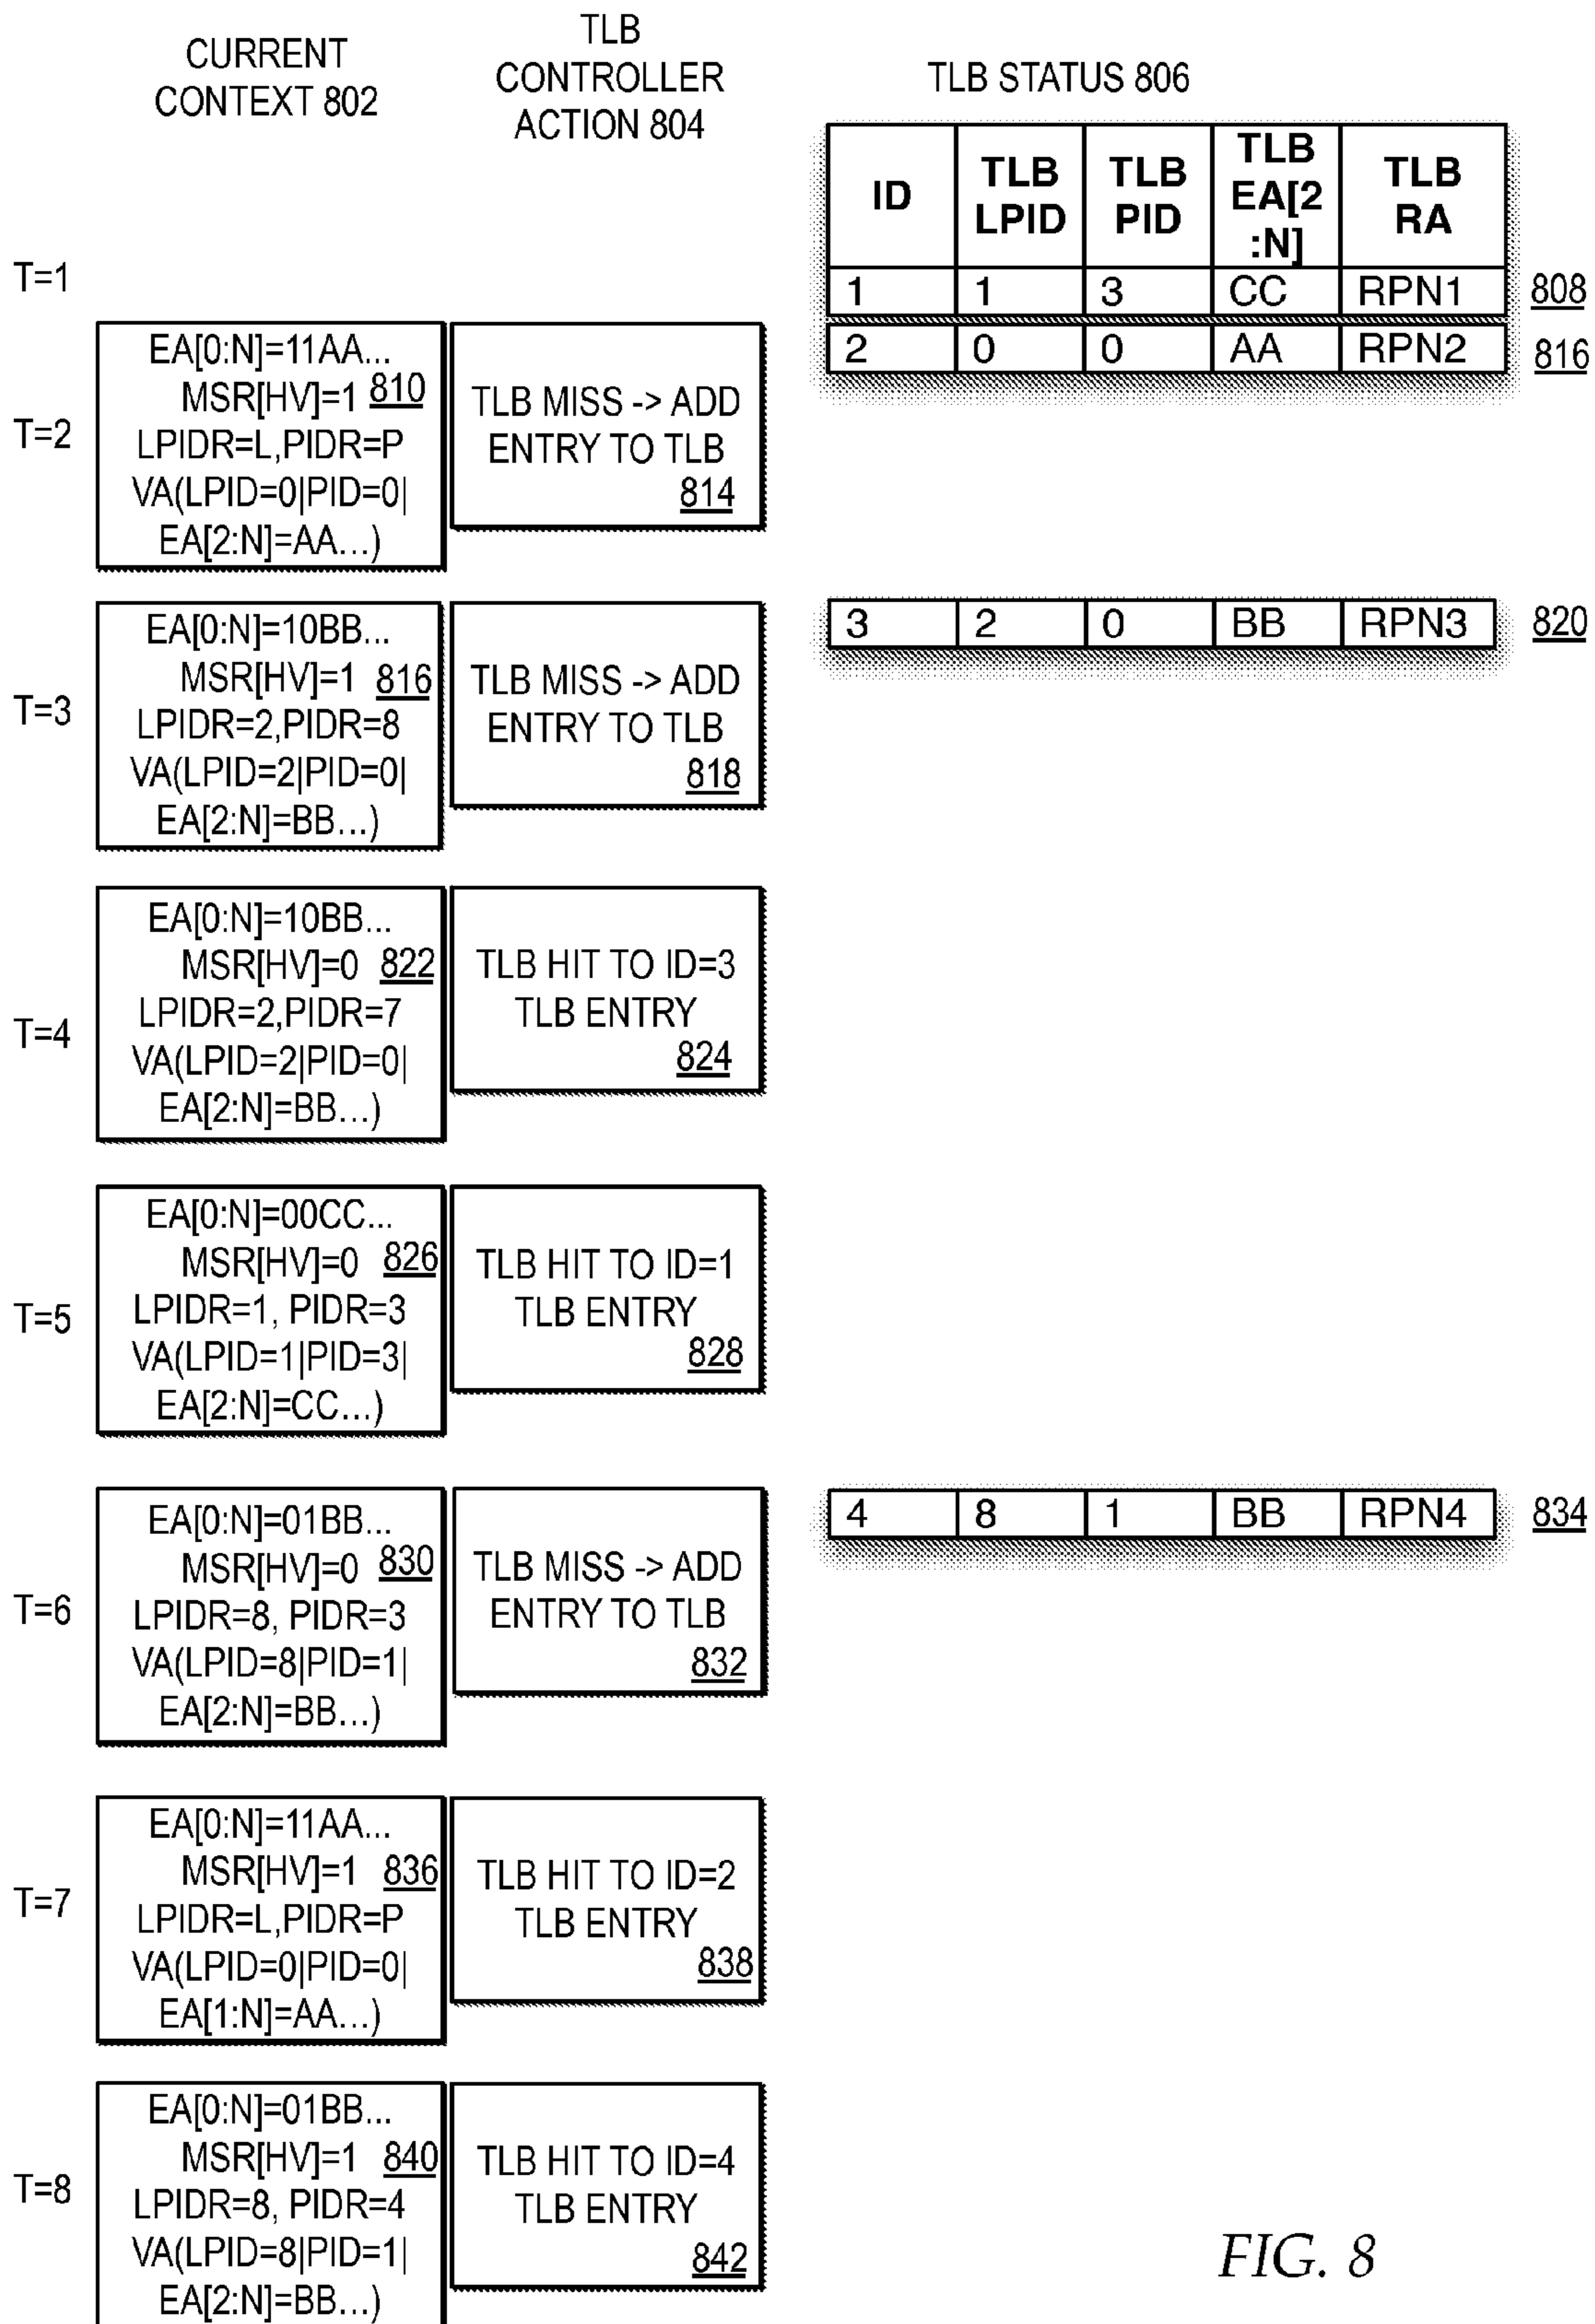 CURRENT
CONTEXT 802
TLB
CONTROLLER
ACTION 804
TLB STATUS 806
ID
TLB
LPID
TLB
PID
TLB
EA[2
:N]
TLB
RA
T=1
1 1 3 CC RPN1 808
2 0 0 AA RPN2 816
T=2
EA[0:N]=11AA...
MSR[HV]=1 810
LPIDR=L,PIDR=P
VA(LPID=0|PID=0|
EA[2:N]=AA...)
TLB MISS -> ADD
ENTRY TO TLB
814
T=3
EA[0:N]=10BB...
MSR[HV]=1 816
LPIDR=2,PIDR=8
VA(LPID=2|PID=0|
EA[2:N]=BB...)
TLB MISS -> ADD
ENTRY TO TLB
818
3 2 0 BB RPN3 820
T=4
EA[0:N]=10BB...
MSR[HV]=0 822
LPIDR=2,PIDR=7
VA(LPID=2|PID=0|
EA[2:N]=BB...)
TLB HIT TO ID=3
TLB ENTRY
824
T=5
EA[0:N]=00CC...
MSR[HV]=0 826
LPIDR=1, PIDR=3
VA(LPID=1|PID=3|
EA[2:N]=CC...)
TLB HIT TO ID=1
TLB ENTRY
828
T=6
EA[0:N]=01BB...
MSR[HV]=0 830
LPIDR=8, PIDR=3
VA(LPID=8|PID=1|
EA[2:N]=BB...)
TLB MISS -> ADD
ENTRY TO TLB
832
4 8 1 BB RPN4 834
T=7
EA[0:N]=11AA...
MSR[HV]=1 836
LPIDR=L,PIDR=P
VA(LPID=0|PID=0|
EA[1:N]=AA...)
TLB HIT TO ID=2
TLB ENTRY
838
T=8
EA[0:N]=01BB...
MSR[HV]=1 840
LPIDR=8, PIDR=4
VA(LPID=8|PID=1|
EA[2:N]=BB...)
TLB HIT TO ID=4
TLB ENTRY
842
FIG. 8